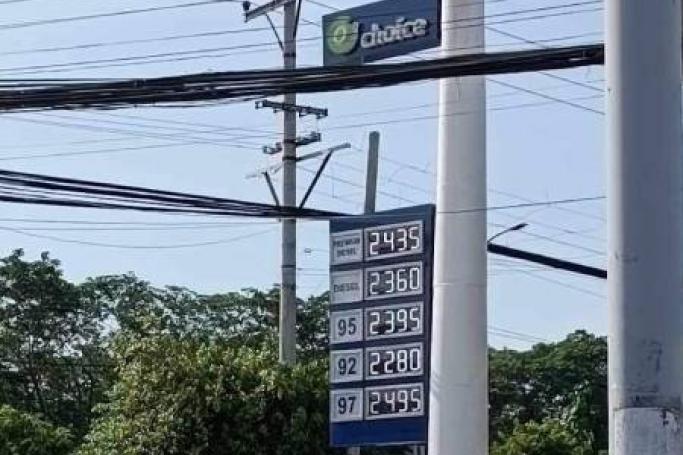 choice
PREMIUM DIESEL 2435
DIESEL 2360
95 2395
92 2280
97 2495